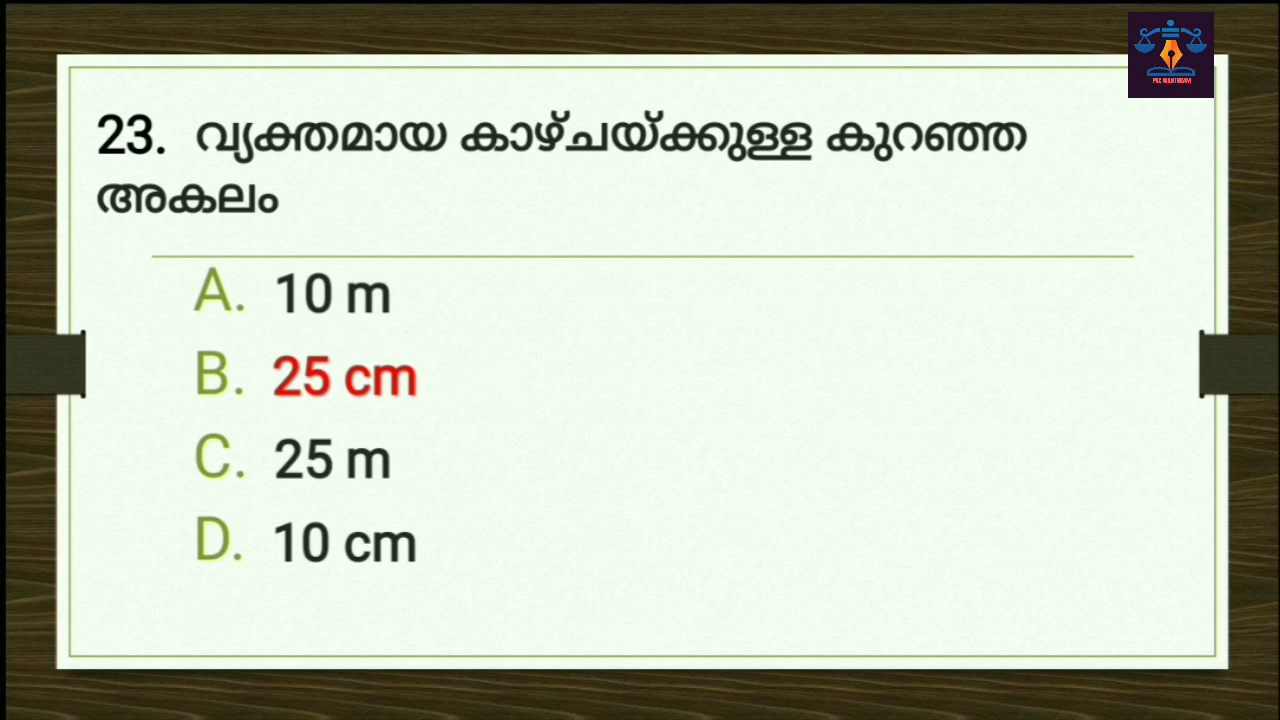 23. വ്യക്തമായ കാഴ്ചയ്ക്കുള്ള കുറഞ്ഞ
അകലം
A. 10 m
B. 25 cm
C. 25 m
D. 10 cm